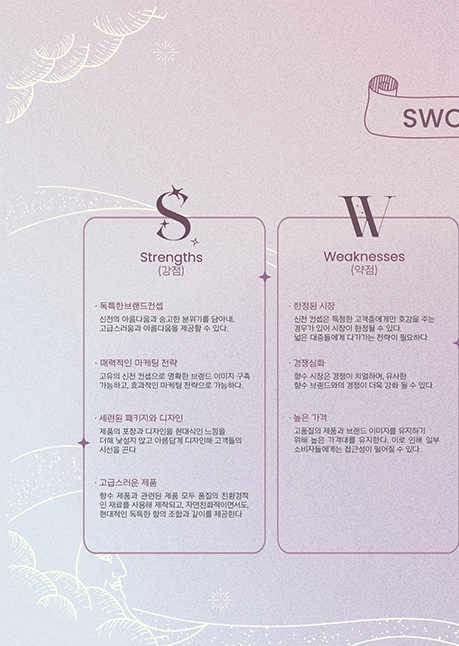 SWO
S
Strengths
(강점)
· 독특한브랜드컨셉
신전의 아름다움과 숭고한 분위기를 담아내,
고급스러움과 아름다움을 제공할 수 있다.
· 매력적인 마케팅 전략
고유의 신전 컨셉으로 명확한 브랜드 이미지 구축
가능하고, 효과적인 마케팅 전략으로 가능하다.
· 세련된 패키지와 디자인
제품의 포장과 디자인을 현대식인 느낌을
더해 낯설지 않고 아름답게 디자인해 고객들의
시선을 끈다
· 고급스러운 제품
향수 제품과 관련된 제품 모두 품질의 친환경적
인 재료를 사용해 제작되고, 자연친화적이면서도,
현대적인 독특한 향의 조합과 깊이를 제공한다
W
Weaknesses
(약점)
· 한정된 시장
신전 컨셉은 특정한 고객층에게만 호감을 주는
경우가 있어 시장이 한정될 수 있다.
넓은 대중들에게 다가가는 전략이 필요하다.
· 경쟁심화
향수 시장은 경쟁이 치열하며, 유사한
향수 브랜드와의 경쟁이 더욱 강화 될 수 있다.
· 높은 가격
고품질의 제품과 브랜드 이미지를 유지하기
위해 높은 가격대를 유지한다. 이로 인해 일부
소비자들에게는 접근성이 떨어질 수 있다.